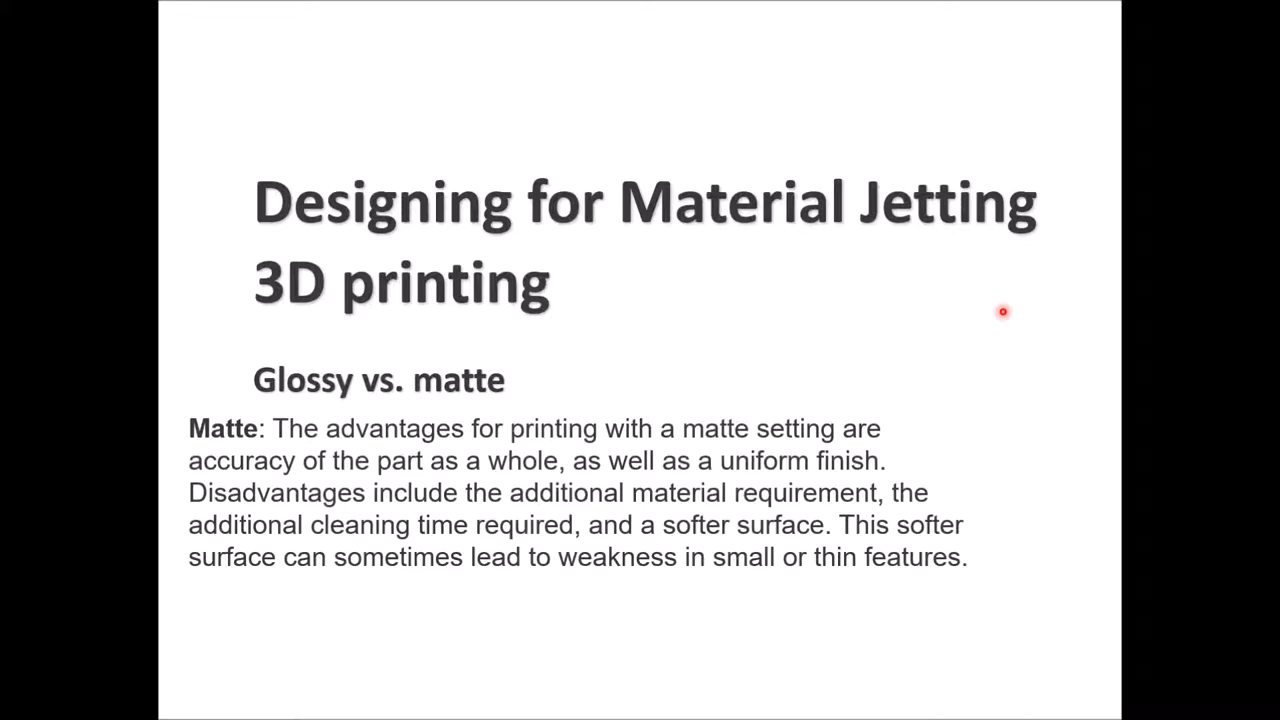 Designing for Material Jetting
3D printing
Glossy vs. matte
Matte: The advantages for printing with a matte setting are
accuracy of the part as a whole, as well as a uniform finish.
Disadvantages include the additional material requirement, the
additional cleaning time required, and a softer surface. This softer
surface can sometimes lead to weakness in small or thin features.